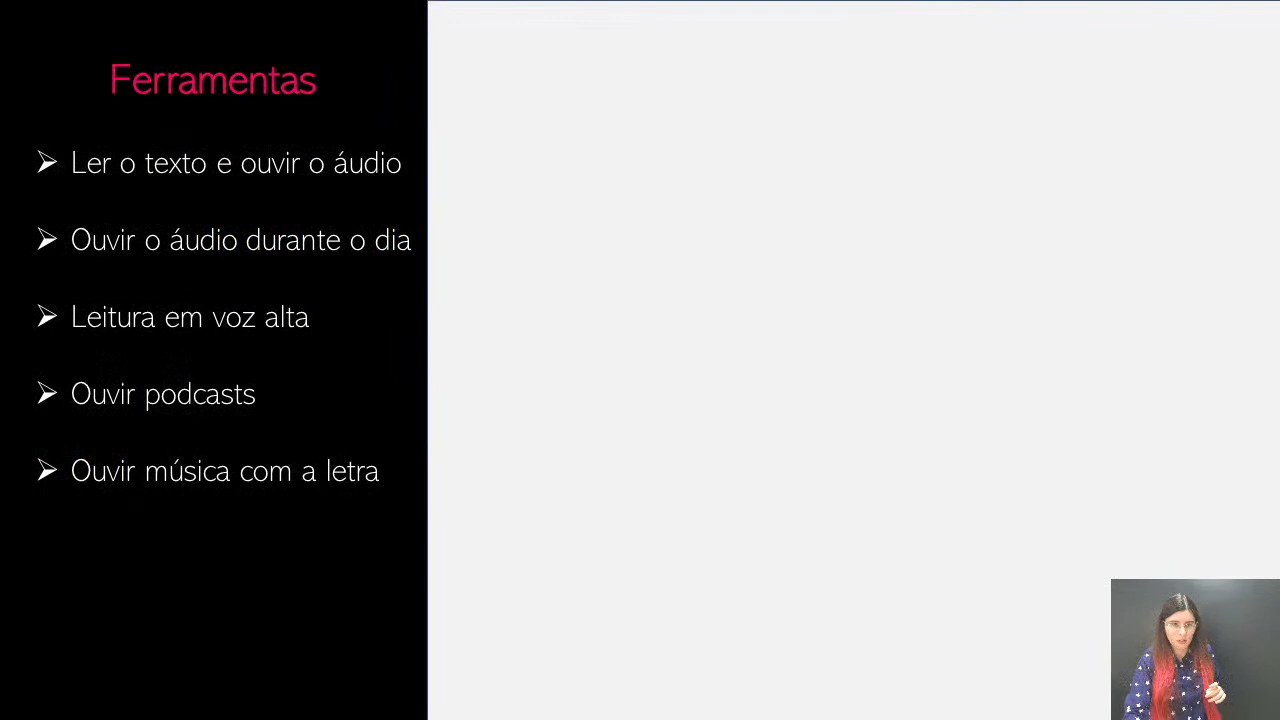 Ferramentas
Ler o texto e ouvir o áudio
Ouvir o áudio durante o dia
Leitura em voz alta
Ouvir podcasts
Ouvir música com a letra